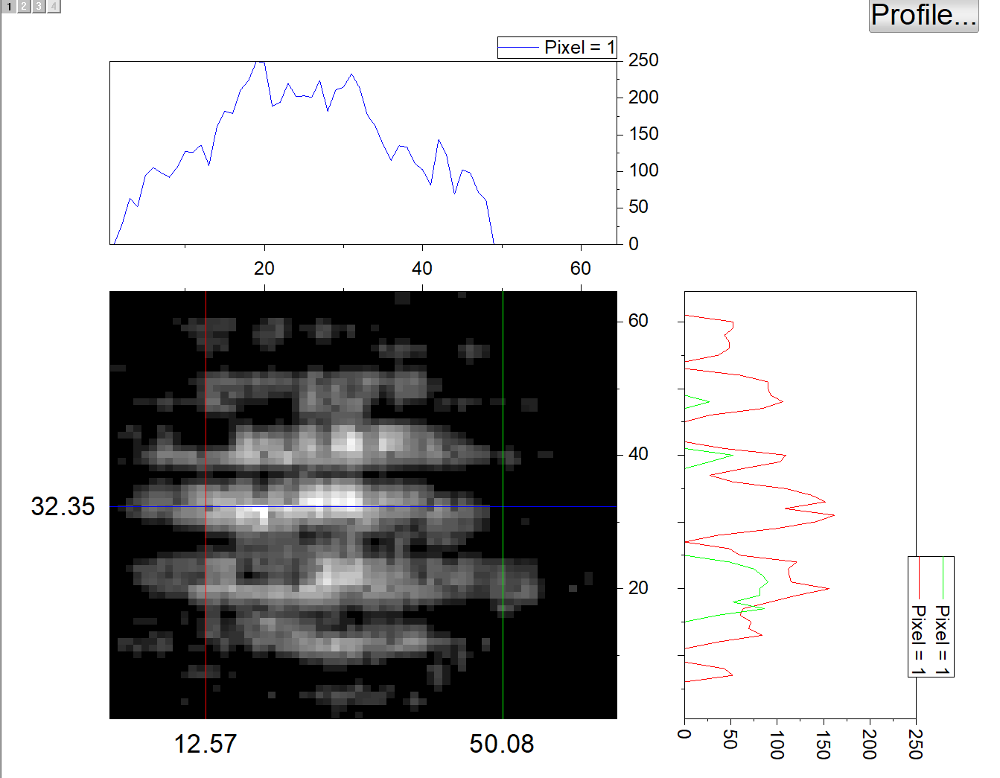 1 2 3 4
Profile...
Pixel = 1
250
200
150
100
50
0
20 40 60
60
40
20
32.35
12.57 50.08
0 50 100 150 200 250
Pixel = 1
Pixel = 1